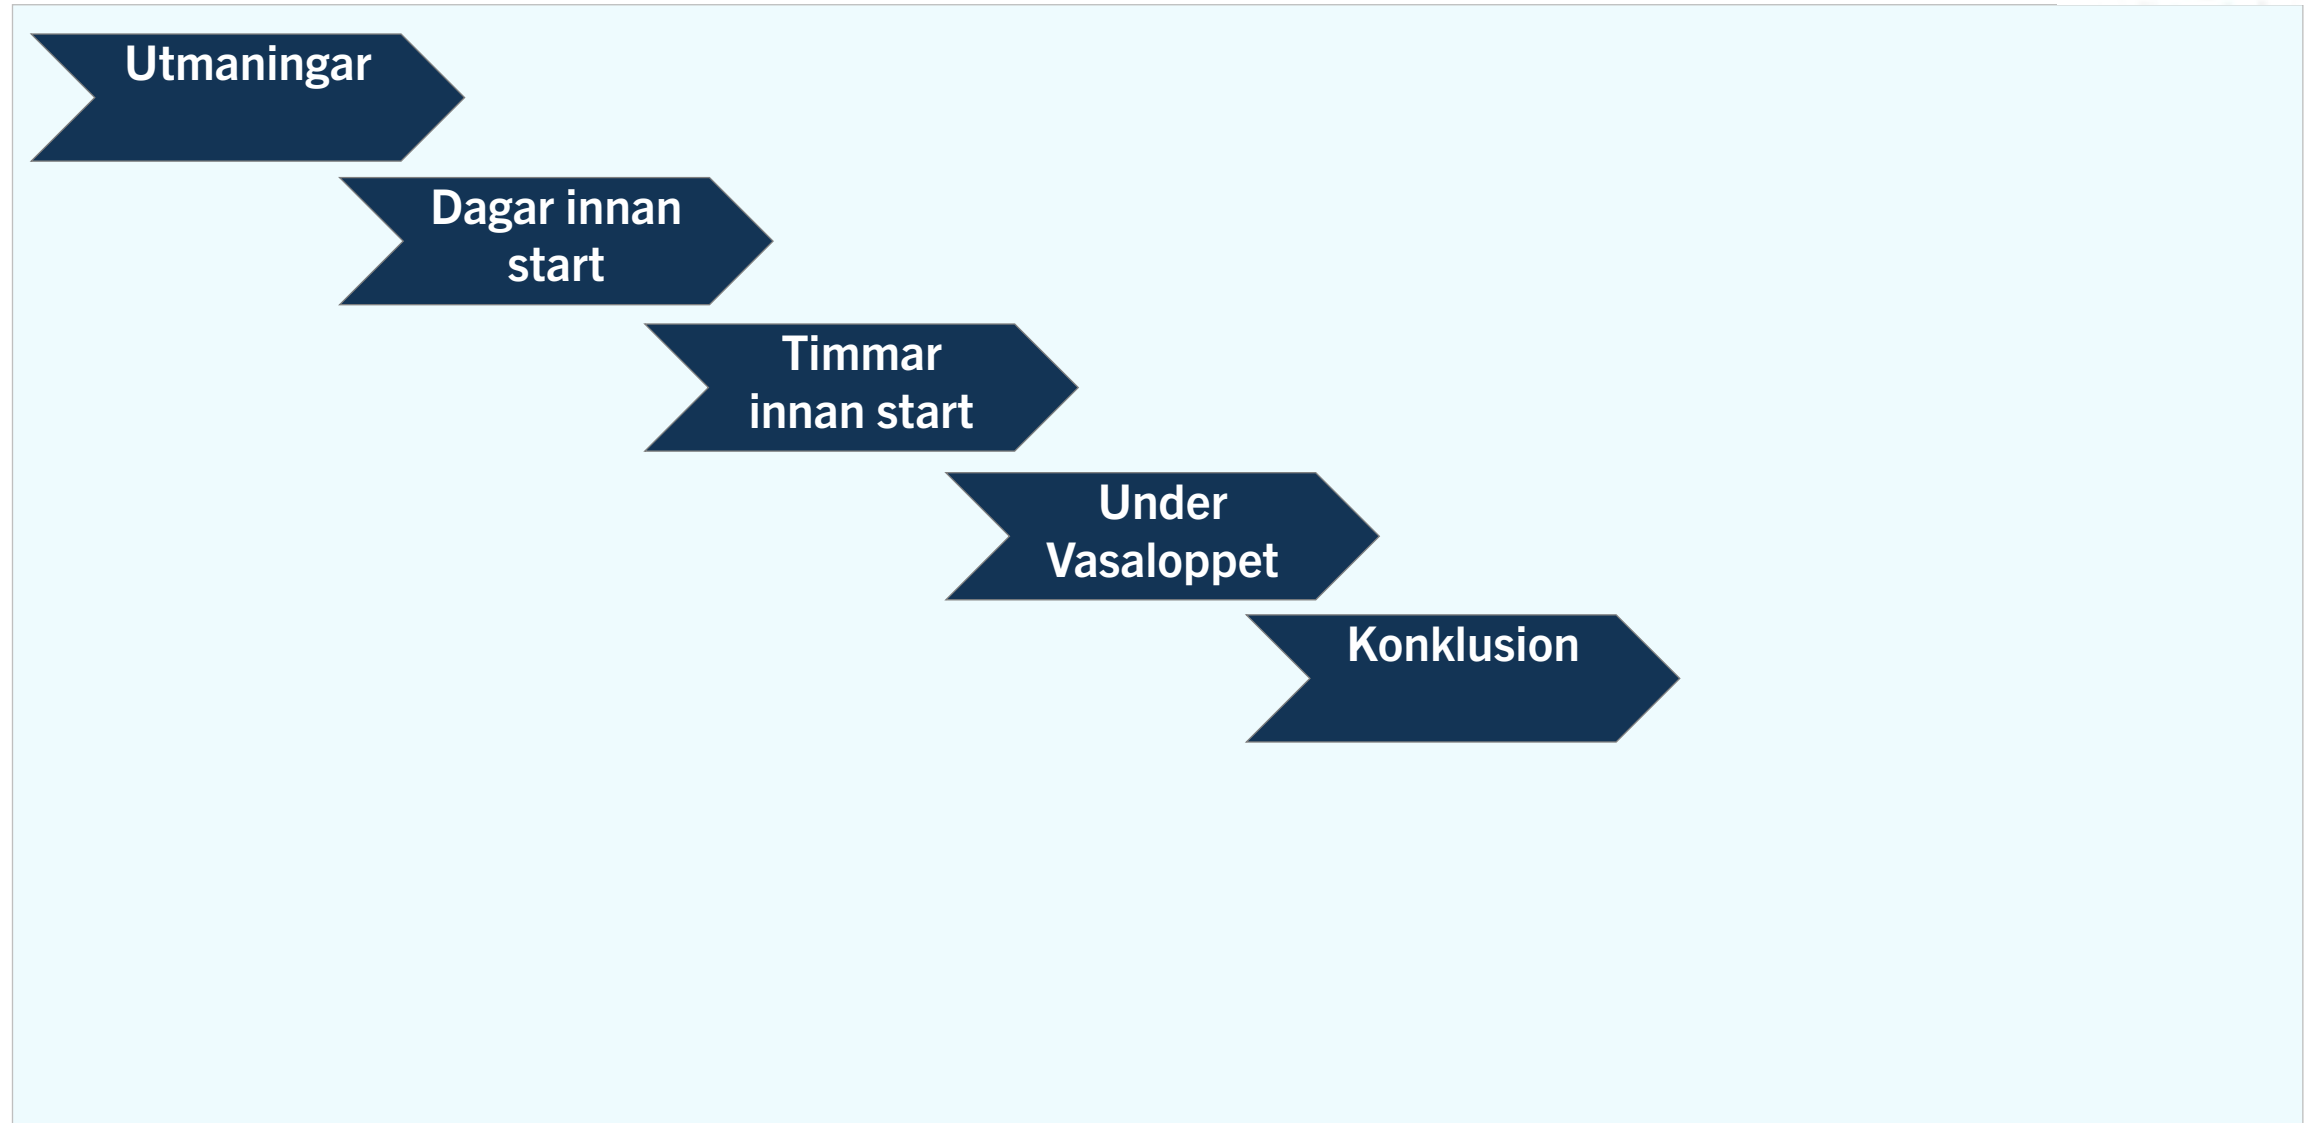 Utmaningar
Dagar innan
start
Timmar
innan start
Under
Vasaloppet
Konklusion